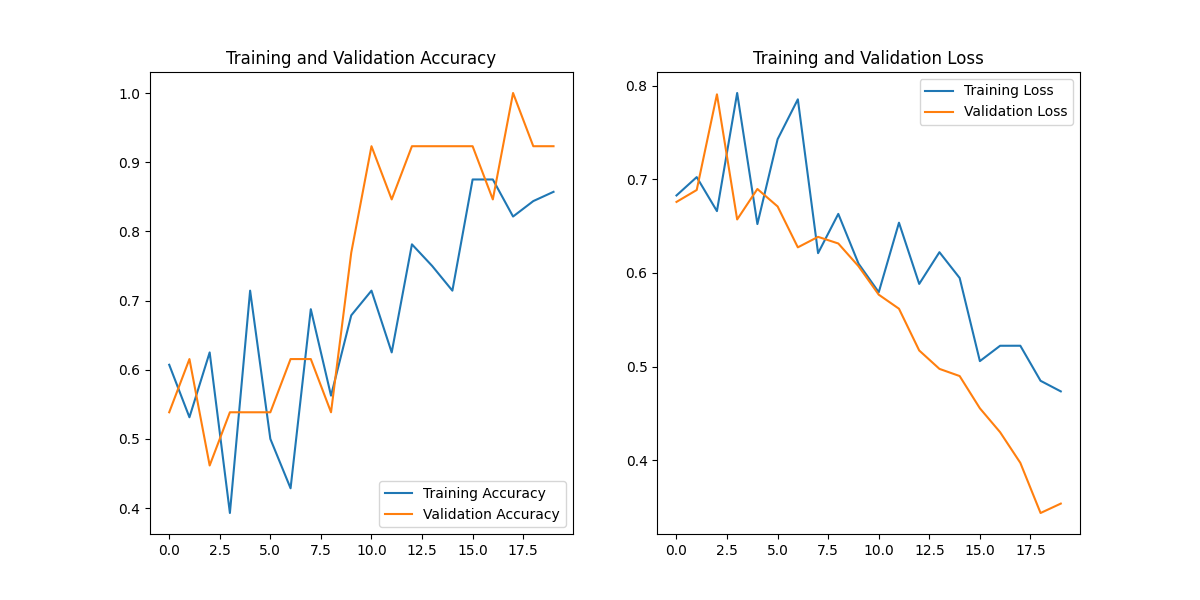 Training and Validation Accuracy
1.0
0.9
0.8
0.7
0.6
0.5
0.4
Training Accuracy
Validation Accuracy
0.0 2.5 5.0 7.5 10.0 12.5 15.0 17.5
Training and Validation Loss
0.8
0.7
0.6
0.5
0.4
Training Loss
Validation Loss
0.0 2.5 5.0 7.5 10.0 12.5 15.0 17.5